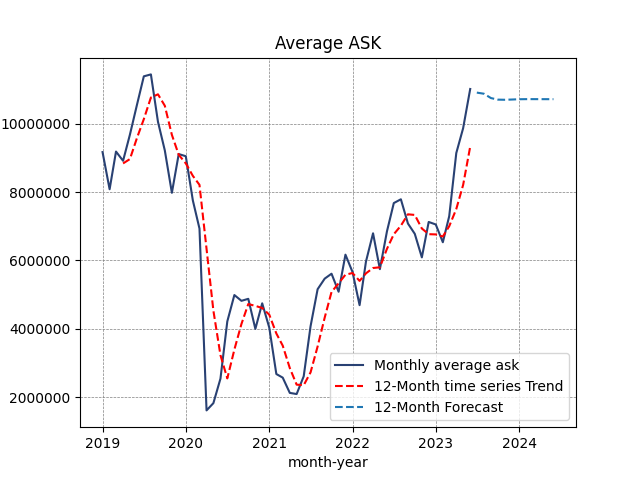 Average ASK
10000000
8000000
6000000
4000000
2000000
Monthly average ask
12-Month time series Trend
12-Month Forecast
2019 2020 2021 2022 2023 2024
month-year